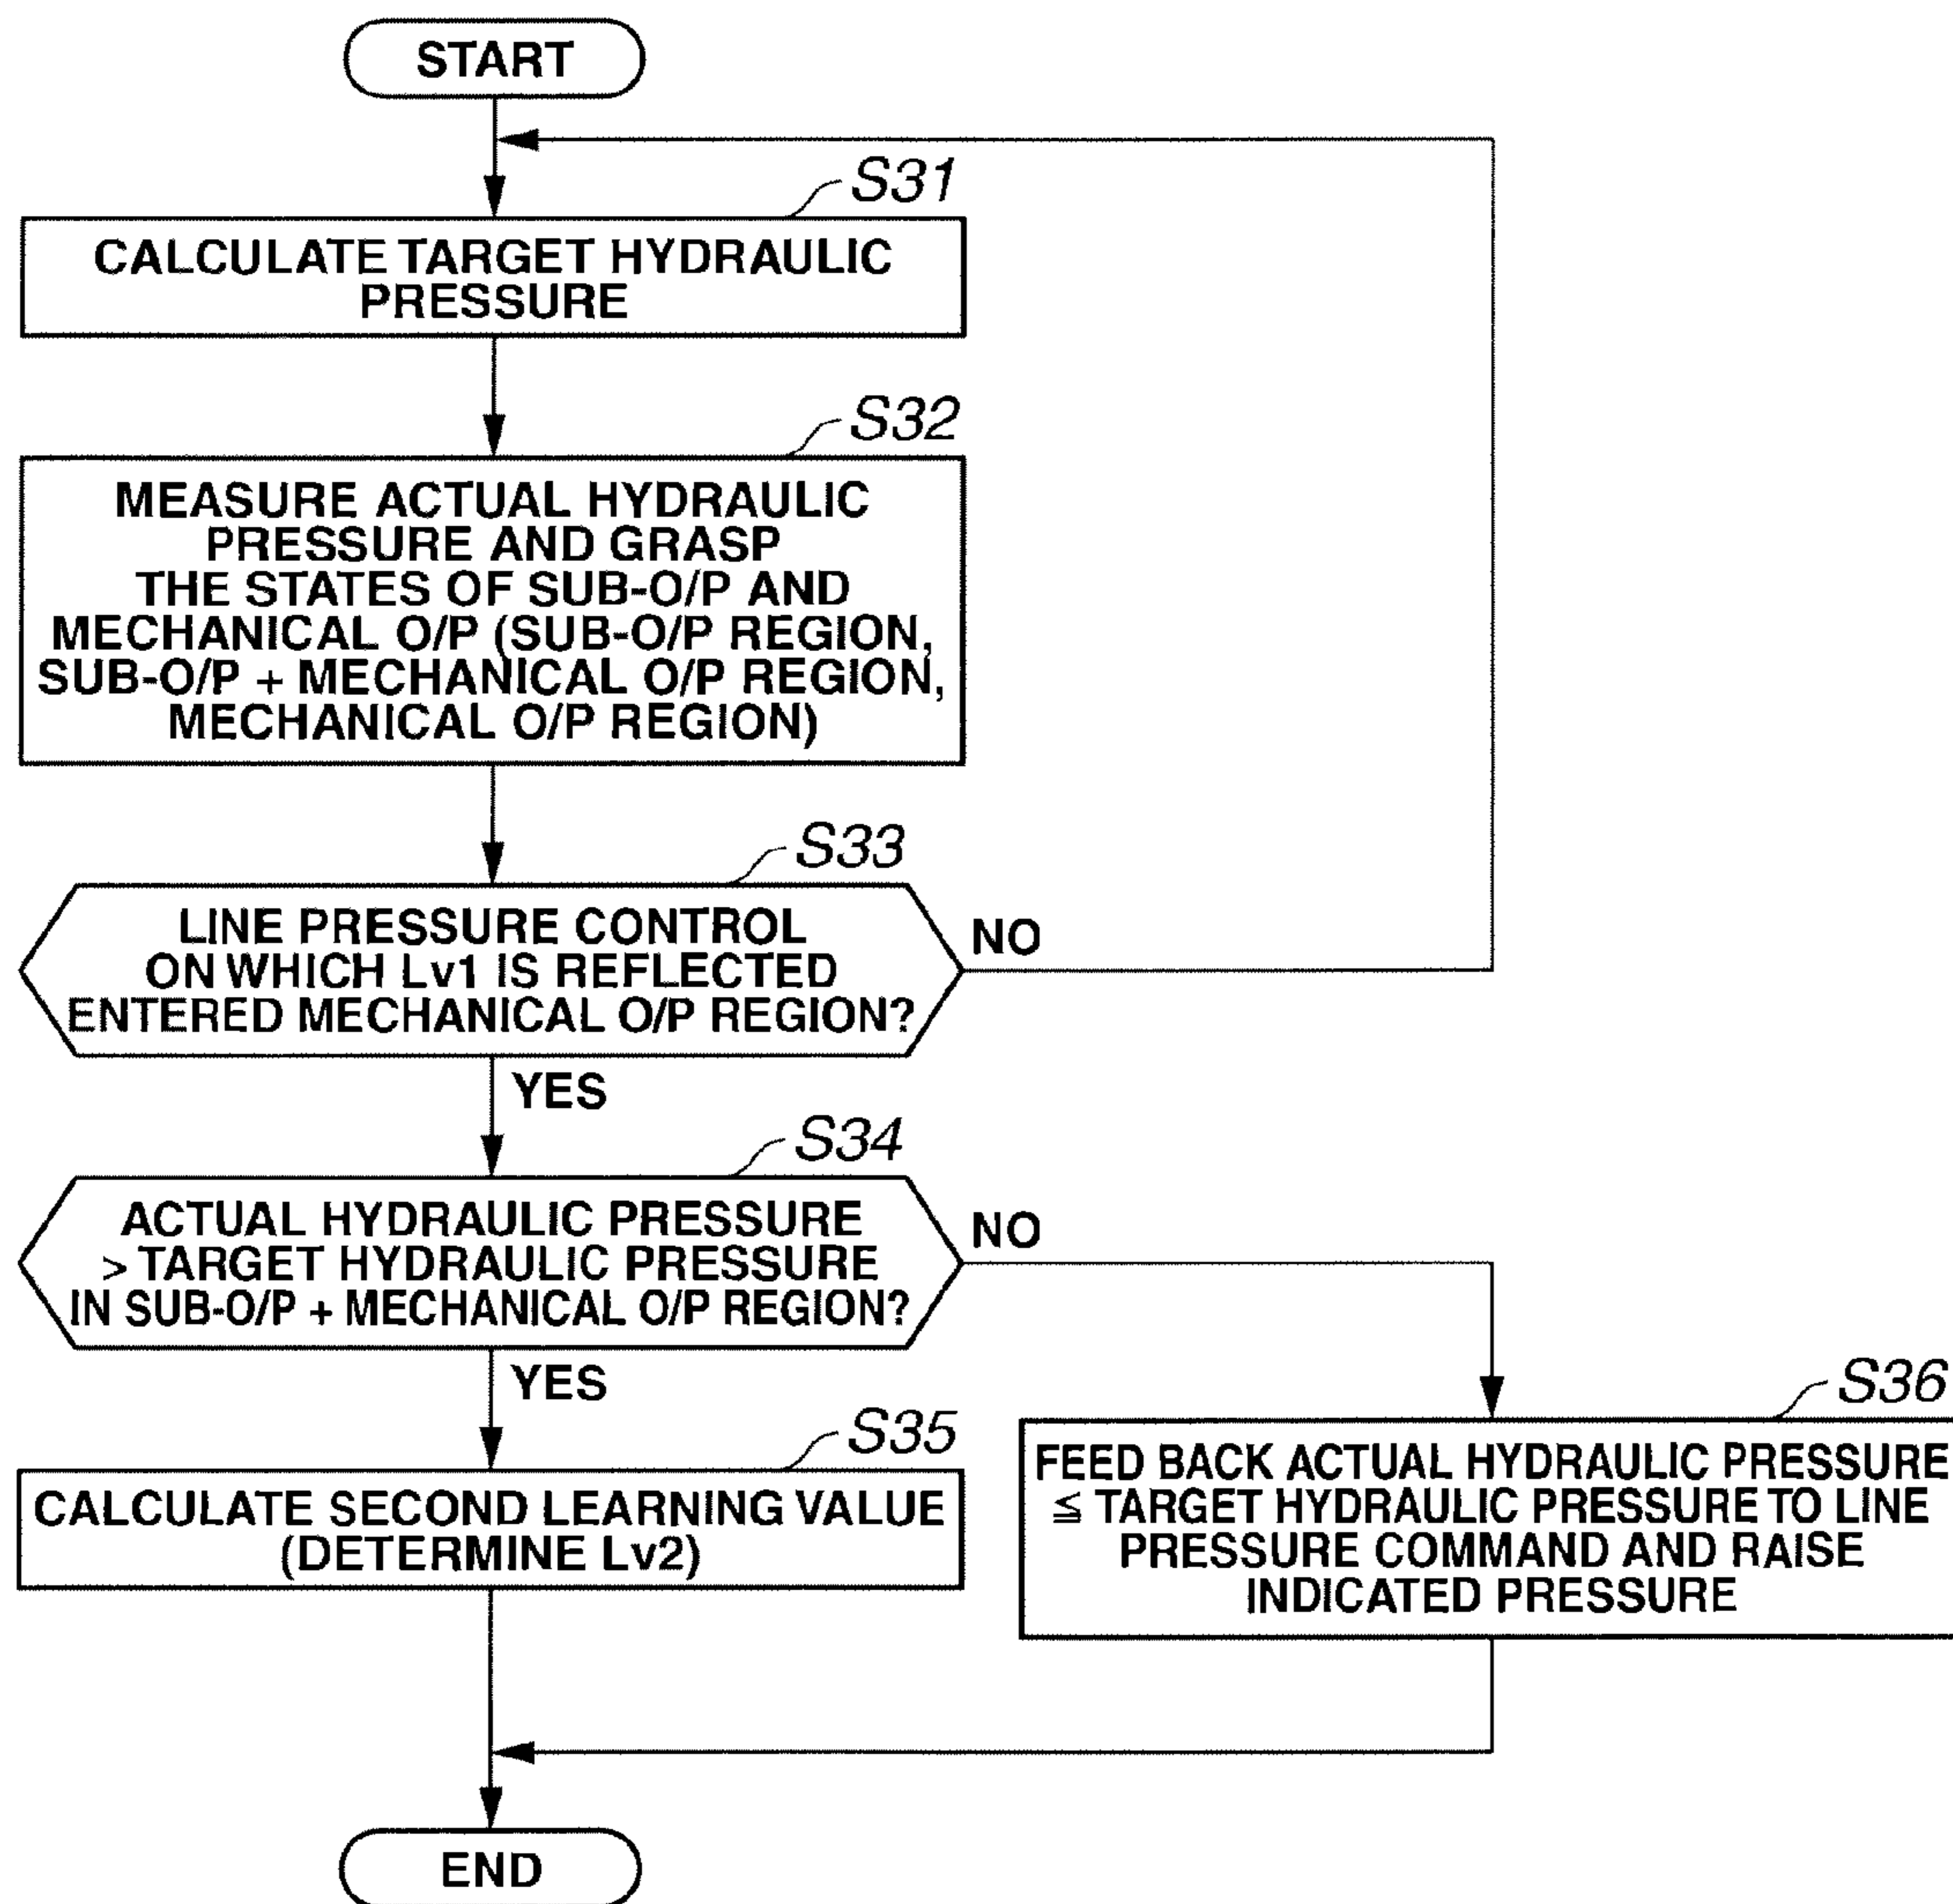 START
S31
CALCULATE TARGET HYDRAULIC
PRESSURE
S32
MEASURE ACTUAL HYDRAULIC
PRESSURE AND GRASP
THE STATES OF SUB-O/P AND
MECHANICAL O/P (SUB-O/P REGION,
SUB-O/P + MECHANICAL O/P REGION,
MECHANICAL O/P REGION)
S33
LINE PRESSURE CONTROL
ON WHICH Lv1 IS REFLECTED
ENTERED MECHANICAL O/P REGION?
NO
YES
S34
ACTUAL HYDRAULIC PRESSURE
> TARGET HYDRAULIC PRESSURE
IN SUB-O/P + MECHANICAL O/P REGION?
NO
YES
S35
CALCULATE SECOND LEARNING VALUE
(DETERMINE Lv2)
S36
FEED BACK ACTUAL HYDRAULIC PRESSURE
≦ TARGET HYDRAULIC PRESSURE TO LINE
PRESSURE COMMAND AND RAISE
INDICATED PRESSURE
END